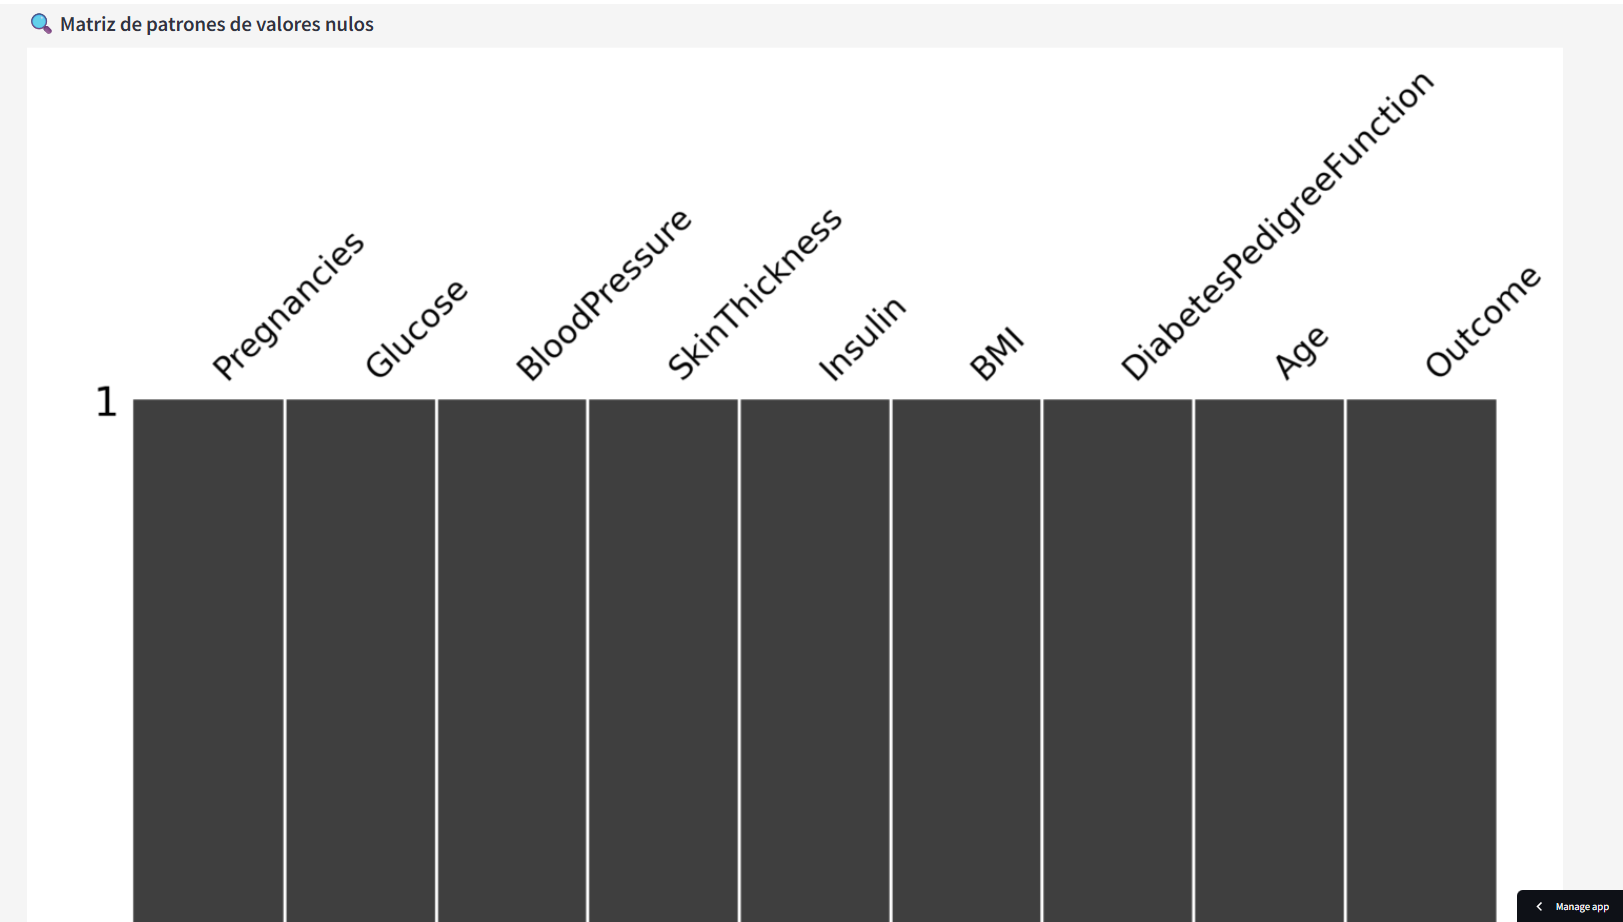 Matriz de patrones de valores nulos
Pregnancies
Glucose
BloodPressure
SkinThickness
Insulin
BMI
DiabetesPedigreeFunction
Age
Outcome
1
Manage app